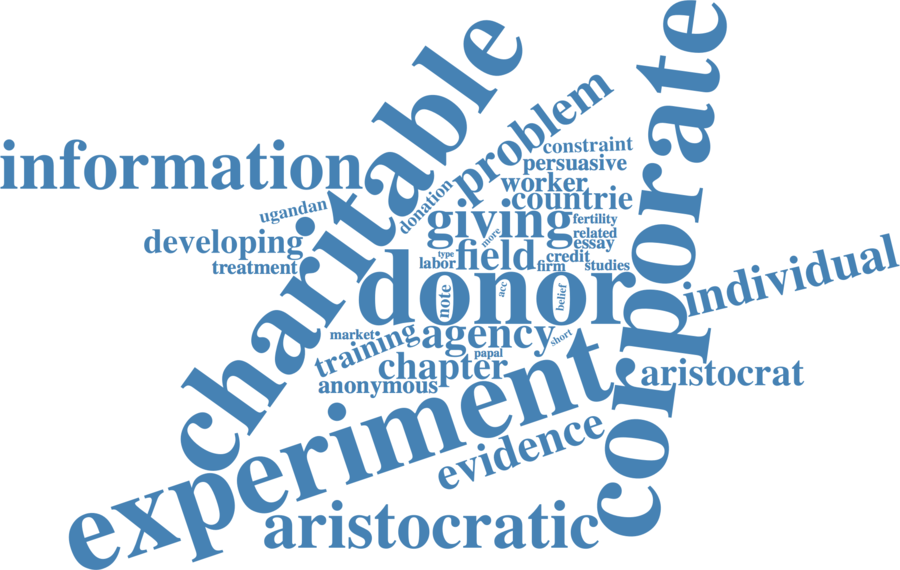 corporate
charitable
problem
constraint
persuasive
information
worker
donation
countrie
ugandan
giving
fertility
more
related
developing
essay
type
field
credit
labor
firm
studies
treatment
donor
note
acc
belief
individual
market
training
agency
short
papal
chapter
aristocrat
anonymous
experiment
evidence
aristocratic